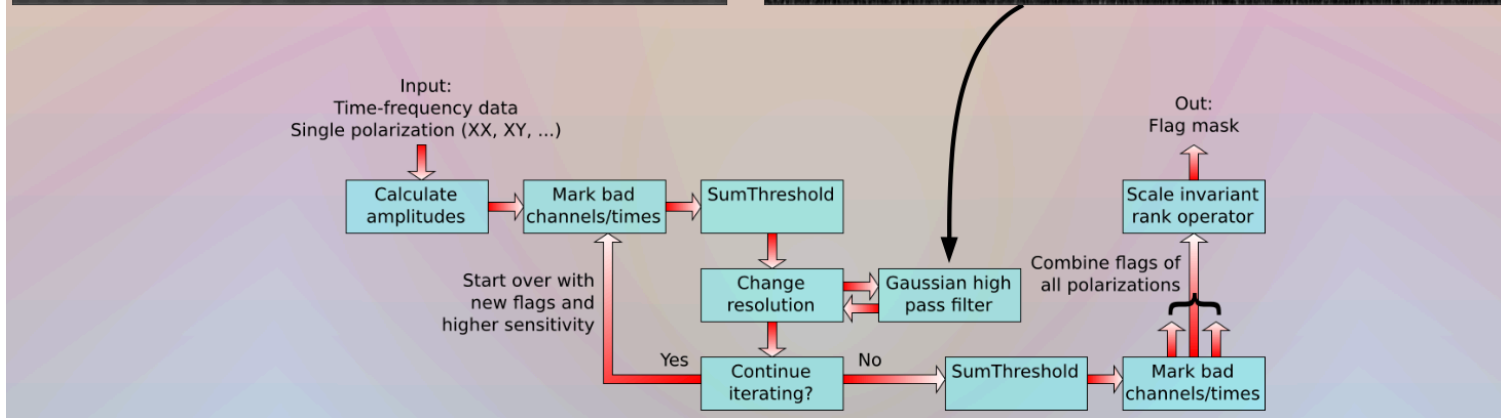 Input:
Time-frequency data
Single polarization (XX, XY, ...)
Out:
Flag mask
Calculate
amplitudes
Mark bad
channels/times
SumThreshold
Scale invariant
rank operator
Start over with
new flags and
higher sensitivity
Change
resolution
Gaussian high
pass filter
Combine flags of
all polarizations
Yes
Continue
iterating?
No
SumThreshold
Mark bad
channels/times